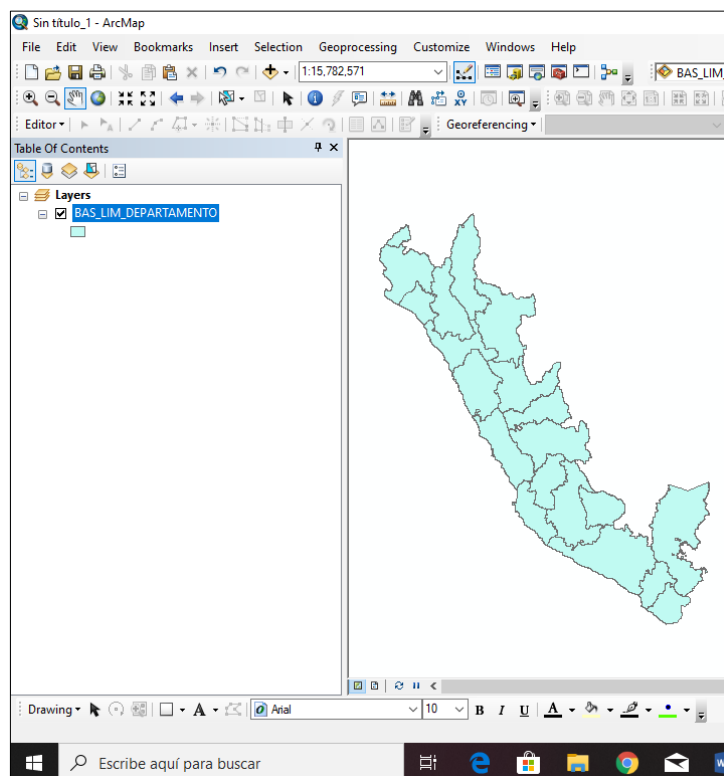 Sin título_1 - ArcMap
File Edit View Bookmarks Insert Selection Geoprocessing Customize Windows Help
1:15,782,571 BAS_LIM_
Editor Georeferencing
Table Of Contents
Layers
BAS_LIM_DEPARTAMENTO
Drawing A Arial 10 B I U A
Escribe aquí para buscar